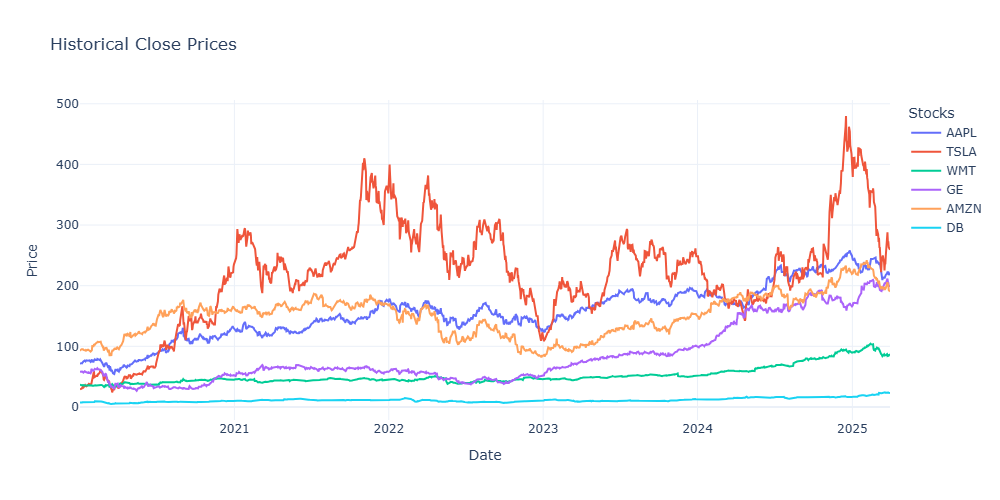 Historical Close Prices
Stocks
AAPL
TSLA
WMT
GE
AMZN
DB
Price
500
400
300
200
100
0
2021
2022
2023
2024
2025
Date